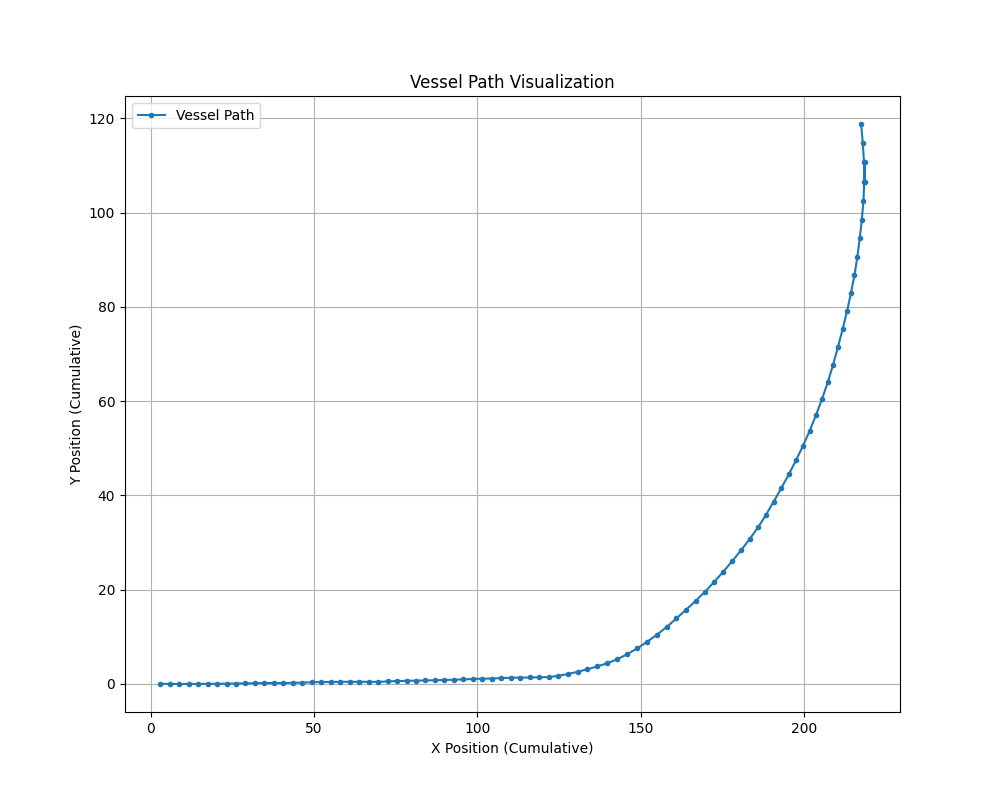 Vessel Path Visualization
Vessel Path
120
100
80
60
40
20
0
Y Position (Cumulative)
0 50 100 150 200
X Position (Cumulative)